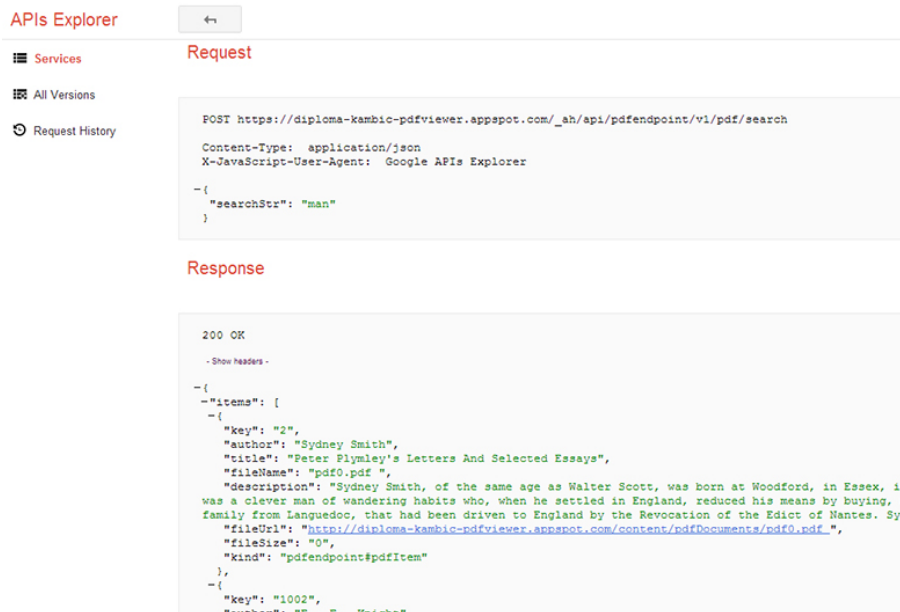 APIs Explorer
Services
All Versions
Request History
Request
POST https://diploma-kambic-pdfviewer.appspot.com/_ah/api/pdfendpoint/v1/pdf/search
Content-Type:  application/json
X-JavaScript-User-Agent:  Google APIs Explorer
-{
"searchStr": "man"
}
Response
200 OK
- Show headers -
-{
-"items": [
-{
"key": "2",
"author": "Sydney Smith",
"title": "Peter Plymley's Letters And Selected Essays",
"fileName": "pdf0.pdf ",
"description": "Sydney Smith, of the same age as Walter Scott, was born at Woodford, in Essex, i
was a clever man of wandering habits who, when he settled in England, reduced his means by buying,
family from Languedoc, that had been driven to England by the Revocation of the Edict of Nantes. Sy
"fileUrl": "http://diploma-kambic-pdfviewer.appspot.com/content/pdfDocuments/pdf0.pdf ",
"fileSize": "0",
"kind": "pdfendpoint#pdfItem"
},
-{
"key": "1002",